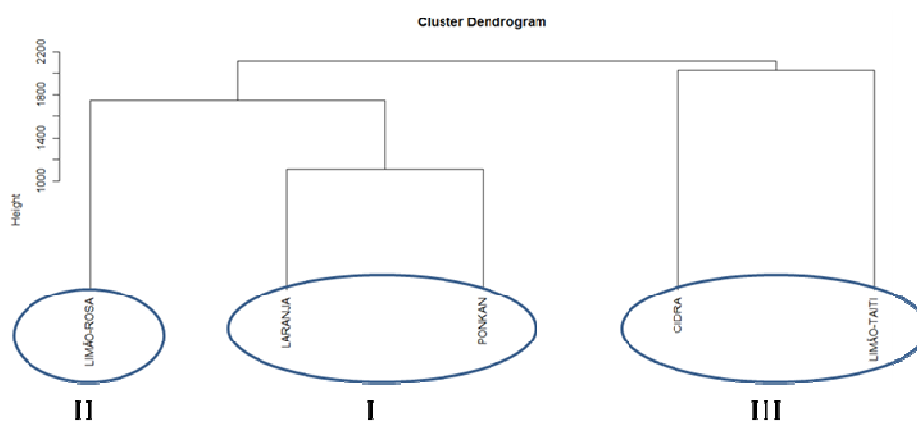 Cluster Dendrogram
2200
1800
1400
1000
Height
LIMÃO-ROSA
LARANJA
PONKAN
CIDRA
LIMÃO-TAITI
II
I
III